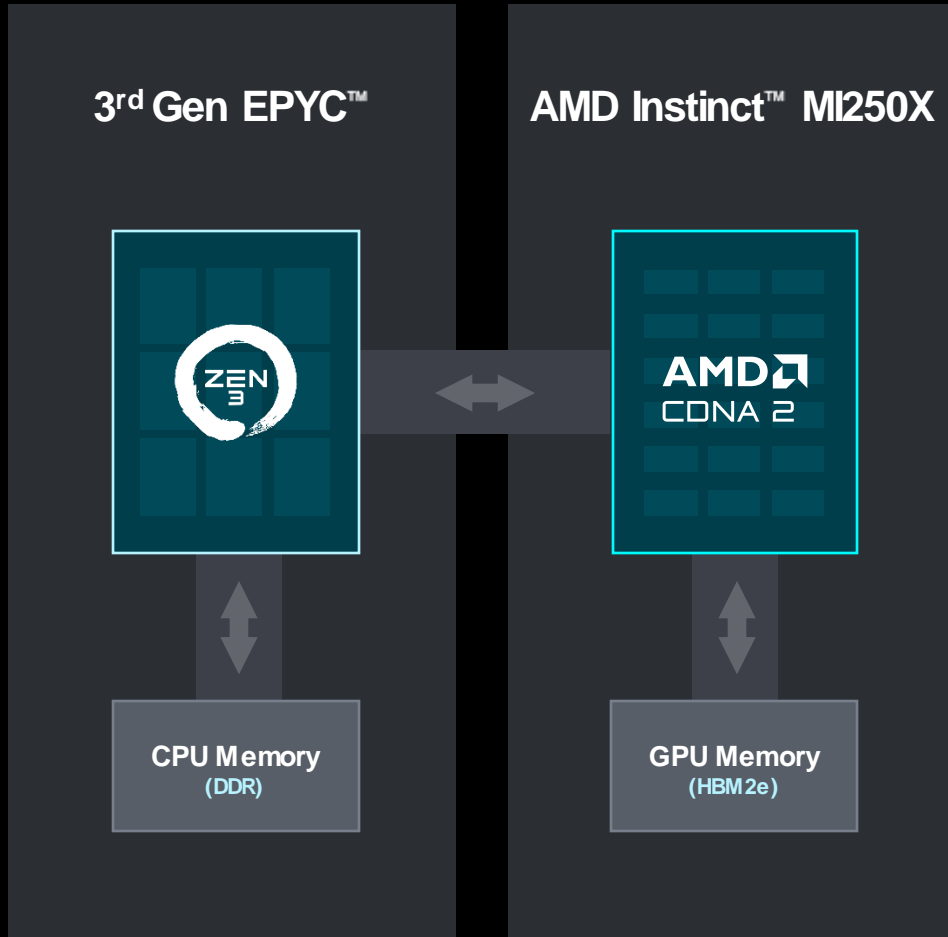 3rd Gen EPYC™
AMD Instinct™ MI250X
ZEN
3
AMD
CDNA 2
CPU Memory
(DDR)
GPU Memory
(HBM2e)